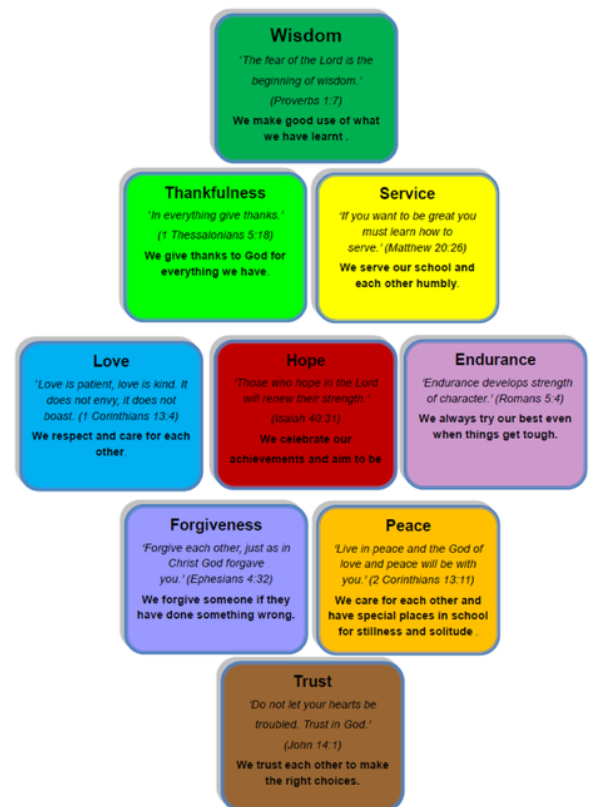 Wisdom
‘The fear of the Lord is the
beginning of wisdom.’
(Proverbs 1:7)
We make good use of what
we have learnt .
Thankfulness
‘In everything give thanks.’
(1 Thessalonians 5:18)
We give thanks to God for
everything we have.
Service
‘If you want to be great you
must learn how to
serve.’ (Matthew 20:26)
We serve our school and
each other humbly.
Love
‘Love is patient, love is kind. It
does not envy, it does not
boast. (1 Corinthians 13:4)
We respect and care for each
other.
Hope
‘Those who hope in the Lord
will renew their strength.’
(Isaiah 40:31)
We celebrate our
achievements and aim to be
Endurance
‘Endurance develops strength
of character.’ (Romans 5:4)
We always try our best even
when things get tough.
Forgiveness
‘Forgive each other, just as in
Christ God forgave
you.’ (Ephesians 4:32)
We forgive someone if they
have done something wrong.
Peace
‘Live in peace and the God of
love and peace will be with
you.’ (2 Corinthians 13:11)
We care for each other and
have special places in school
for stillness and solitude .
Trust
‘Do not let your hearts be
troubled. Trust in God.’
(John 14:1)
We trust each other to make
the right choices.